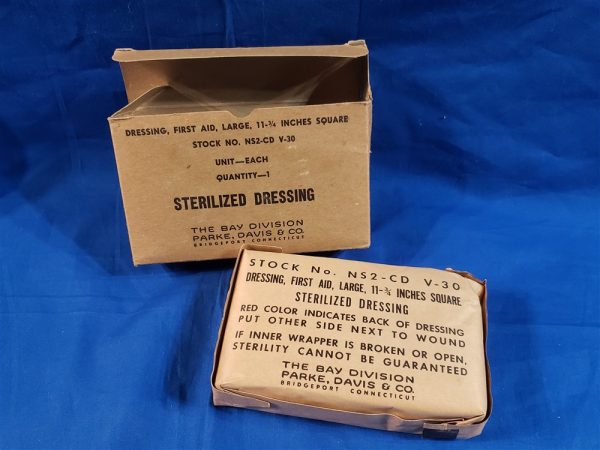 DRESSING, FIRST AID, LARGE, 11-¾ INCHES SQUARE
STOCK NO. NS2-CD V-30
UNIT—EACH
QUANTITY—1
STERILIZED DRESSING
THE BAY DIVISION
PARKE, DAVIS & CO.
BRIDGEPORT CONNECTICUT
STOCK No. NS2-CD V-30
DRESSING, FIRST AID, LARGE, 11-¾ INCHES SQUARE
STERILIZED DRESSING
RED COLOR INDICATES BACK OF DRESSING
PUT OTHER SIDE NEXT TO WOUND
IF INNER WRAPPER IS BROKEN OR OPEN,
STERILITY CANNOT BE GUARANTEED
THE BAY DIVISION
PARKE, DAVIS & CO.
BRIDGEPORT CONNECTICUT